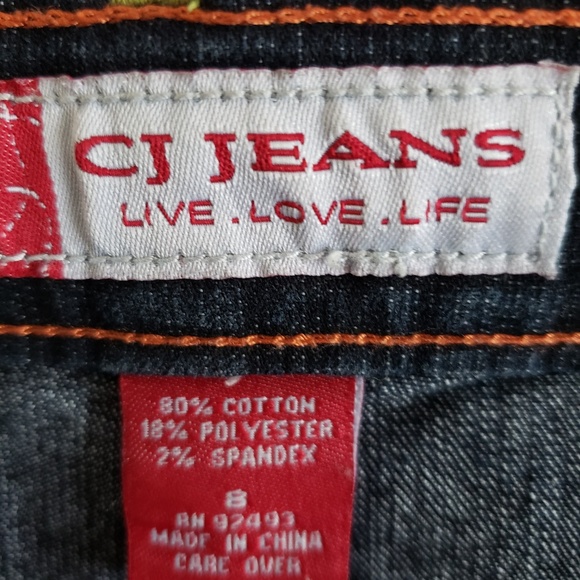 CJ JEANS
LIVE.LOVE.LIFE
80% COTTON
18% POLYESTER
2% SPANDEX
8
RN 92493
MADE IN CHINA
CARE OVER